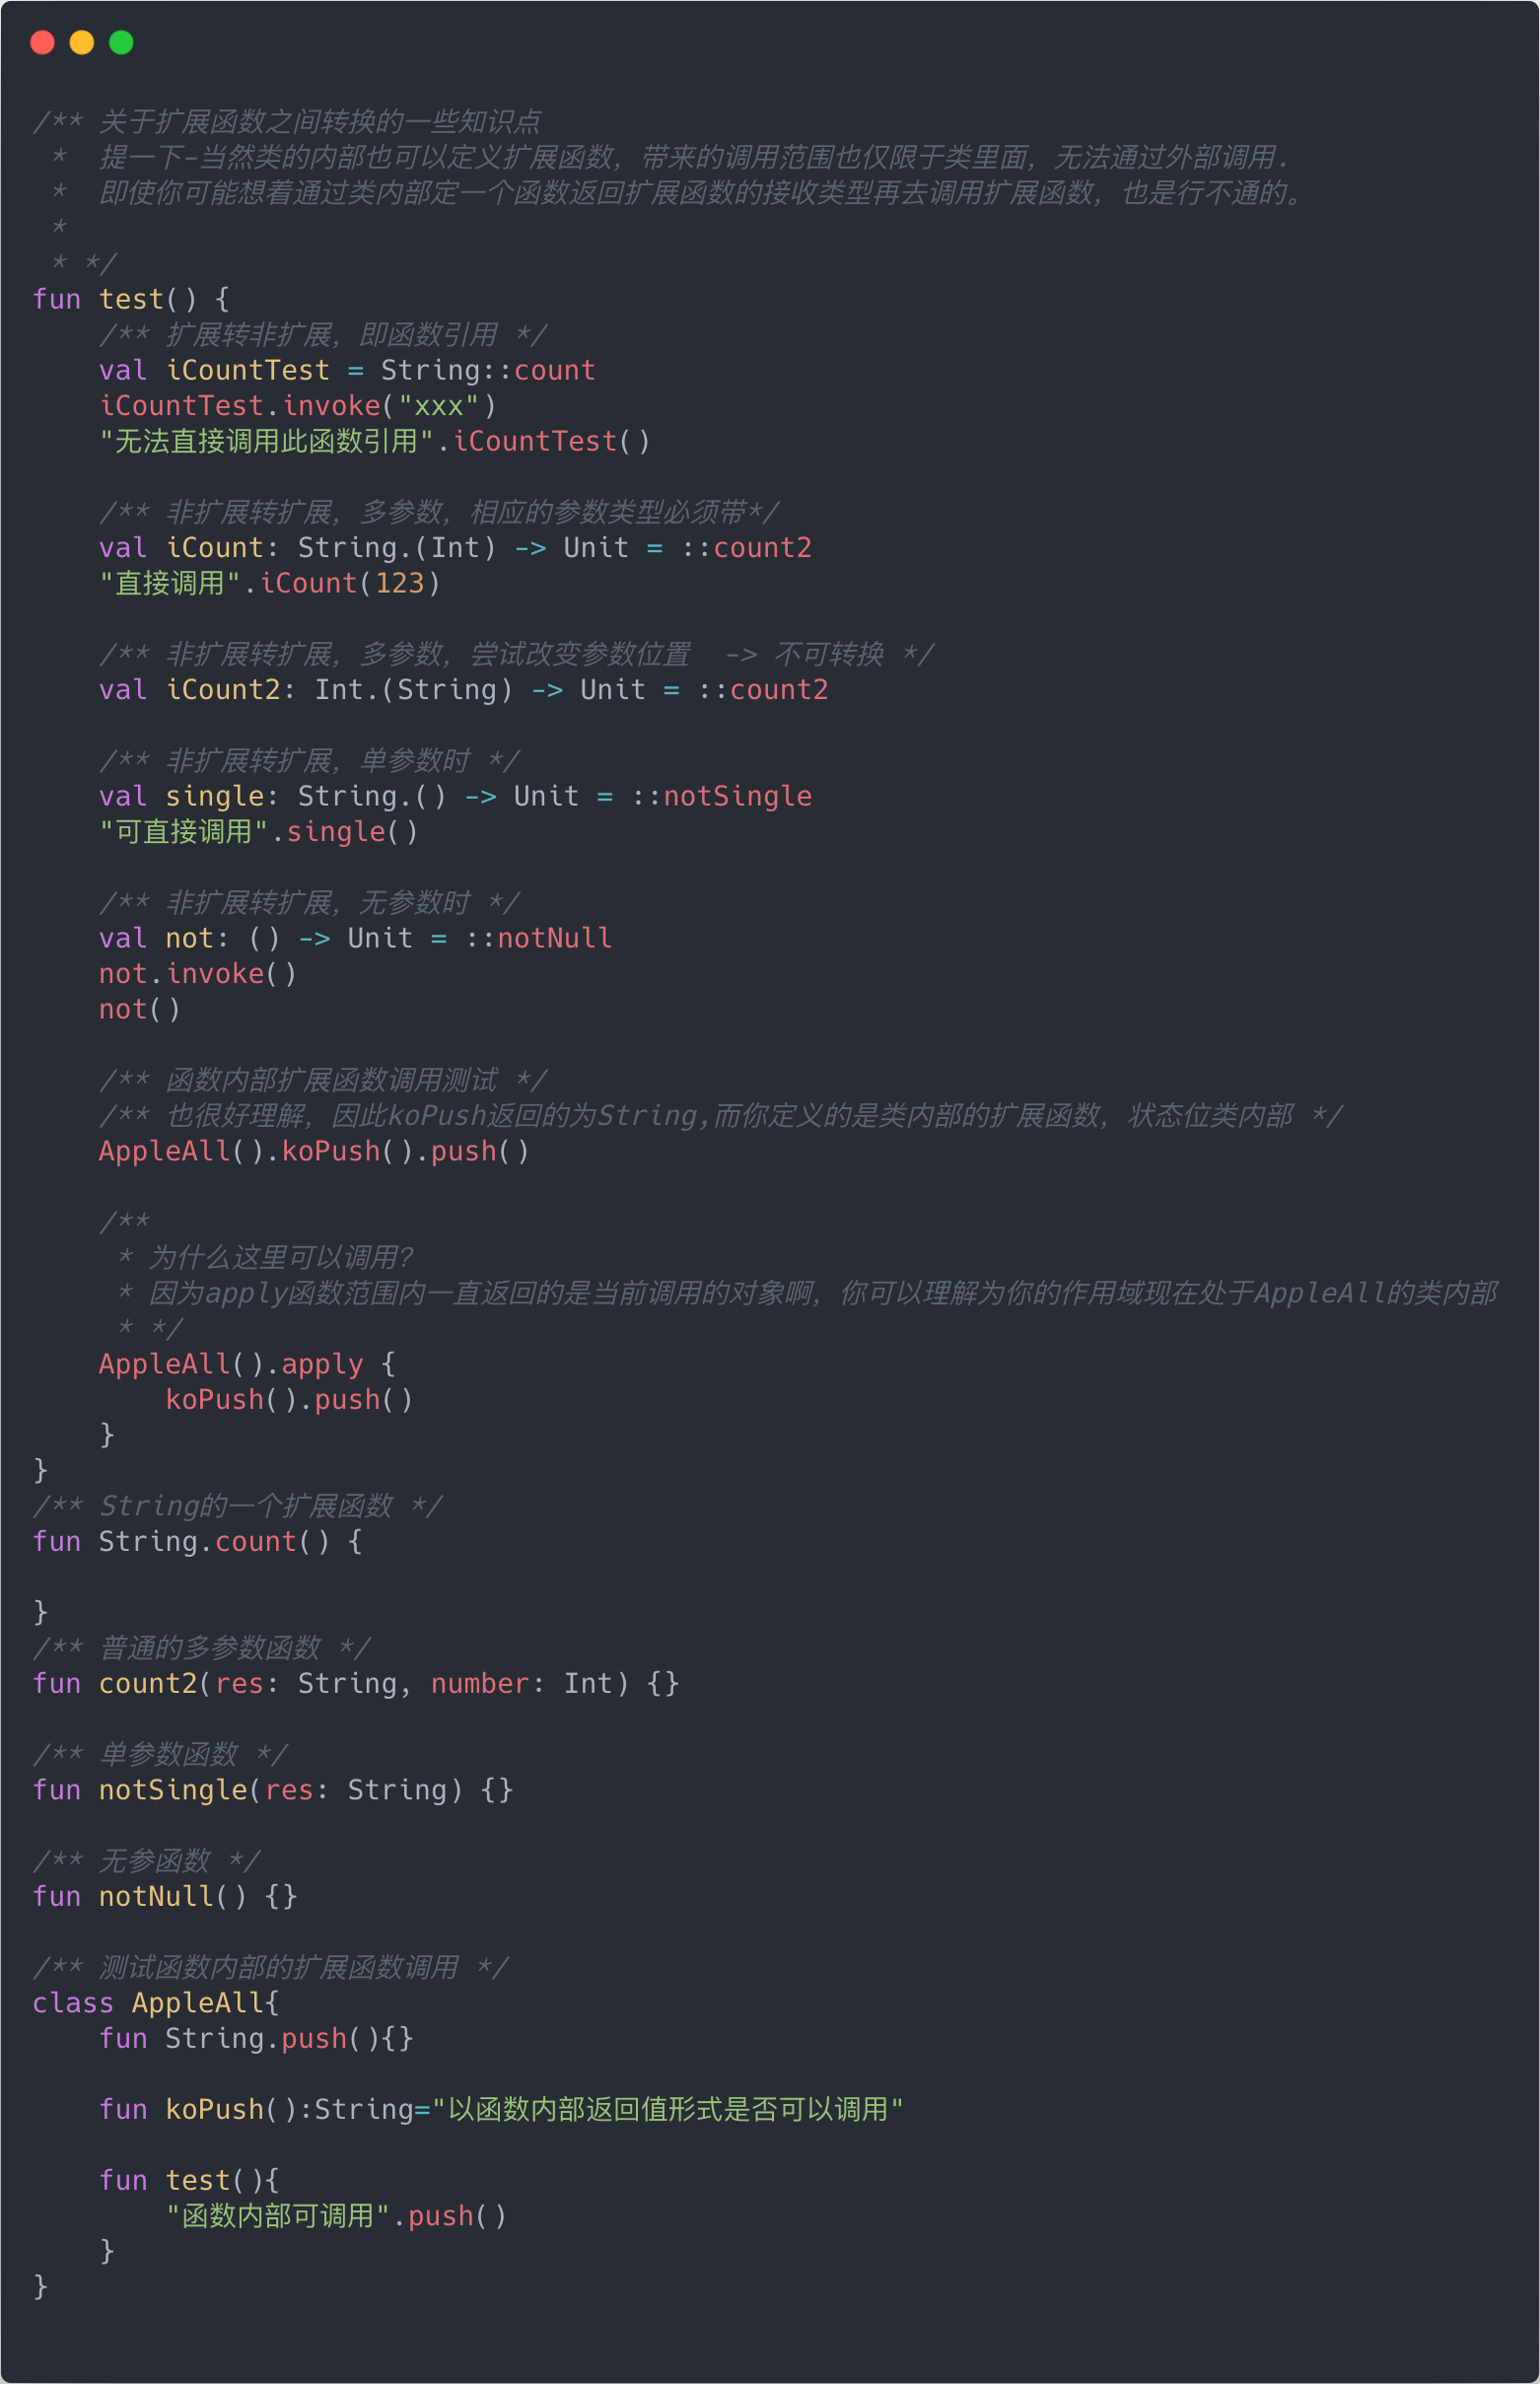 /** 关于扩展函数之间转换的一些知识点
 *  提一下-当然类的内部也可以定义扩展函数，带来的调用范围也仅限于类里面，无法通过外部调用.
 *  即使你可能想着通过类内部定一个函数返回扩展函数的接收类型再去调用扩展函数，也是行不通的。
 *
 * */
fun test() {
    /** 扩展转非扩展，即函数引用 */
    val iCountTest = String::count
    iCountTest.invoke("xxx")
    "无法直接调用此函数引用".iCountTest()

    /** 非扩展转扩展，多参数，相应的参数类型必须带*/
    val iCount: String.(Int) -> Unit = ::count2
    "直接调用".iCount(123)

    /** 非扩展转扩展，多参数，尝试改变参数位置  -> 不可转换 */
    val iCount2: Int.(String) -> Unit = ::count2

    /** 非扩展转扩展，单参数时 */
    val single: String.() -> Unit = ::notSingle
    "可直接调用".single()

    /** 非扩展转扩展，无参数时 */
    val not: () -> Unit = ::notNull
    not.invoke()
    not()

    /** 函数内部扩展函数调用测试 */
    /** 也很好理解，因此koPush返回的为String,而你定义的是类内部的扩展函数，状态位类内部 */
    AppleAll().koPush().push()

    /**
     * 为什么这里可以调用?
     * 因为apply函数范围内一直返回的是当前调用的对象啊，你可以理解为你的作用域现在处于AppleAll的类内部
     * */
    AppleAll().apply {
        koPush().push()
    }
}
/** String的一个扩展函数 */
fun String.count() {

}
/** 普通的多参数函数 */
fun count2(res: String, number: Int) {}

/** 单参数函数 */
fun notSingle(res: String) {}

/** 无参函数 */
fun notNull() {}

/** 测试函数内部的扩展函数调用 */
class AppleAll{
    fun String.push(){}

    fun koPush():String="以函数内部返回值形式是否可以调用"

    fun test(){
        "函数内部可调用".push()
    }
}